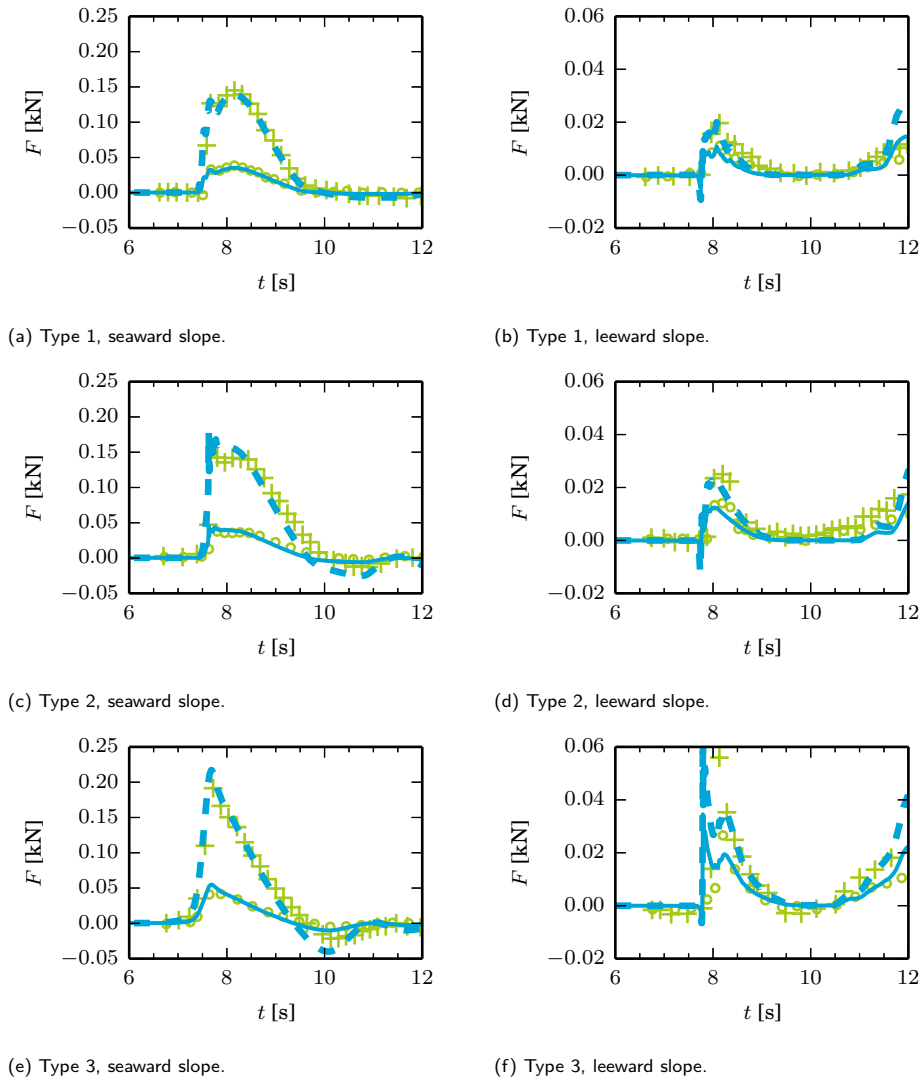 0.25
0.20
0.15
0.10
0.05
0.00
−0.05
F [kN]
6 8 10 12
t [s]
0.06
0.04
0.02
0.00
−0.02
F [kN]
6 8 10 12
t [s]
(a) Type 1, seaward slope.
(b) Type 1, leeward slope.
0.25
0.20
0.15
0.10
0.05
0.00
−0.05
F [kN]
6 8 10 12
t [s]
0.06
0.04
0.02
0.00
−0.02
F [kN]
6 8 10 12
t [s]
(c) Type 2, seaward slope.
(d) Type 2, leeward slope.
0.25
0.20
0.15
0.10
0.05
0.00
−0.05
F [kN]
6 8 10 12
t [s]
0.06
0.04
0.02
0.00
−0.02
F [kN]
6 8 10 12
t [s]
(e) Type 3, seaward slope.
(f) Type 3, leeward slope.